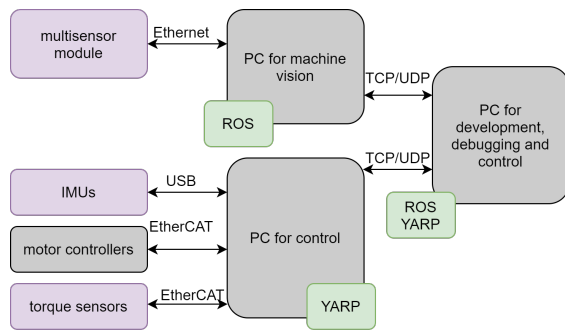 multisensor
module
Ethernet
PC for machine
vision
ROS
TCP/UDP
PC for
development,
debugging and
control
TCP/UDP
ROS
YARP
IMUs
USB
EtherCAT
motor controllers
PC for control
EtherCAT
torque sensors
YARP